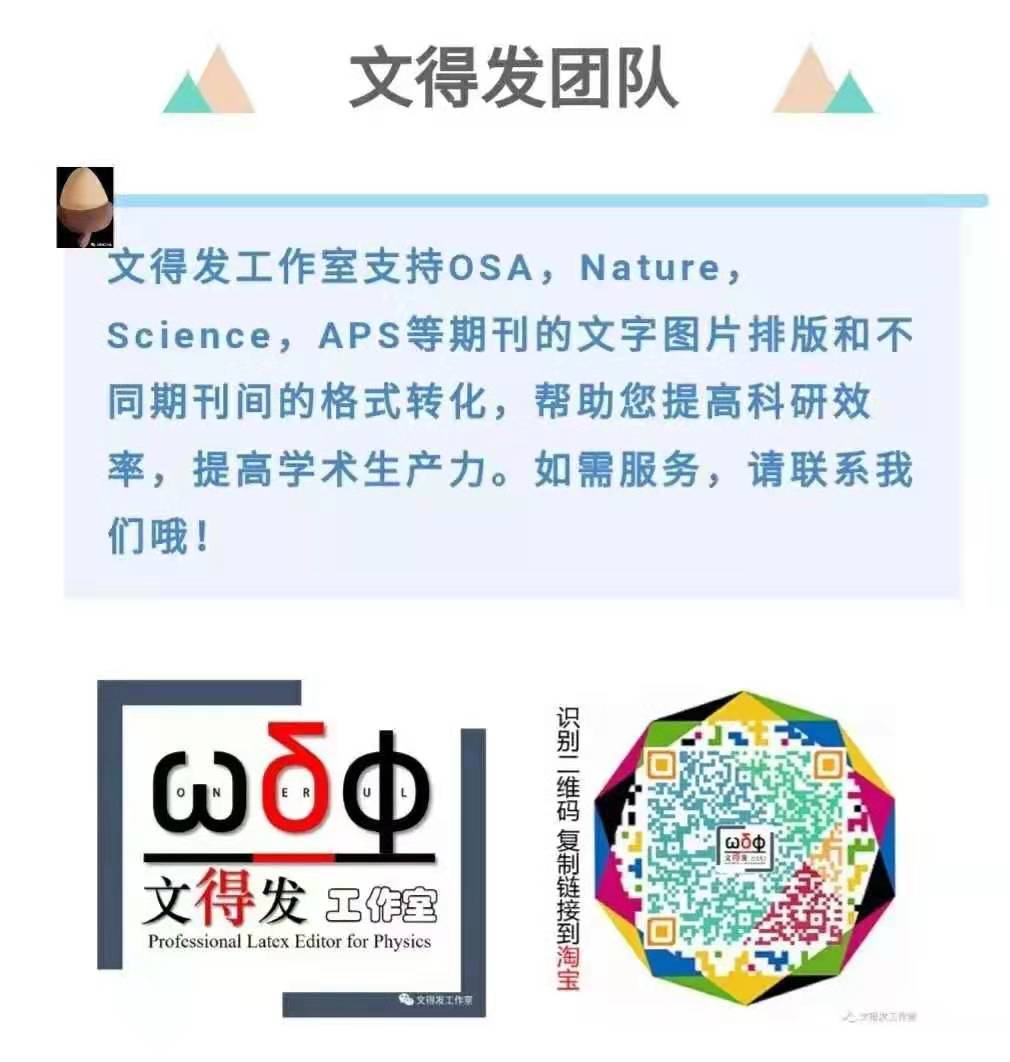 文得发团队
文得发工作室支持OSA，Nature，
Science，APS等期刊的文字图片排版和不
同期刊间的格式转化，帮助您提高科研效
率，提高学术生产力。如需服务，请联系我
们哦！
ωδφ
ONERUL
文得发 工作室
Professional Latex Editor for Physics
文得发工作室
识别二维码 复制链接到淘宝
ωδφ
文得发
文得发工作室